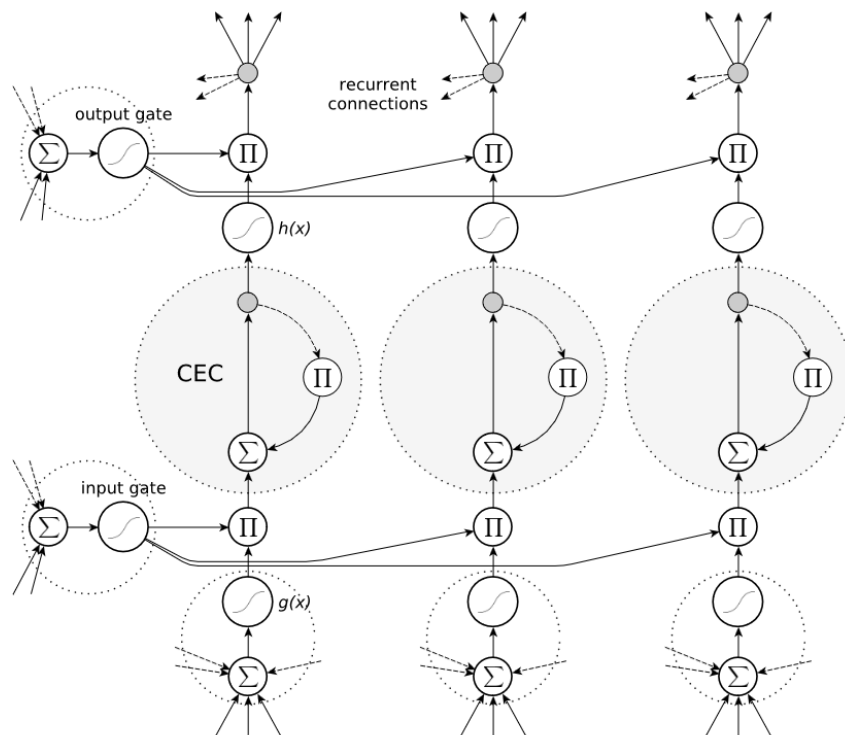 recurrent
connections
output gate
Σ
Π
Π
Π
h(x)
CEC
Π
Π
Π
Σ
Σ
Σ
input gate
Σ
Π
Π
Π
g(x)
Σ
Σ
Σ